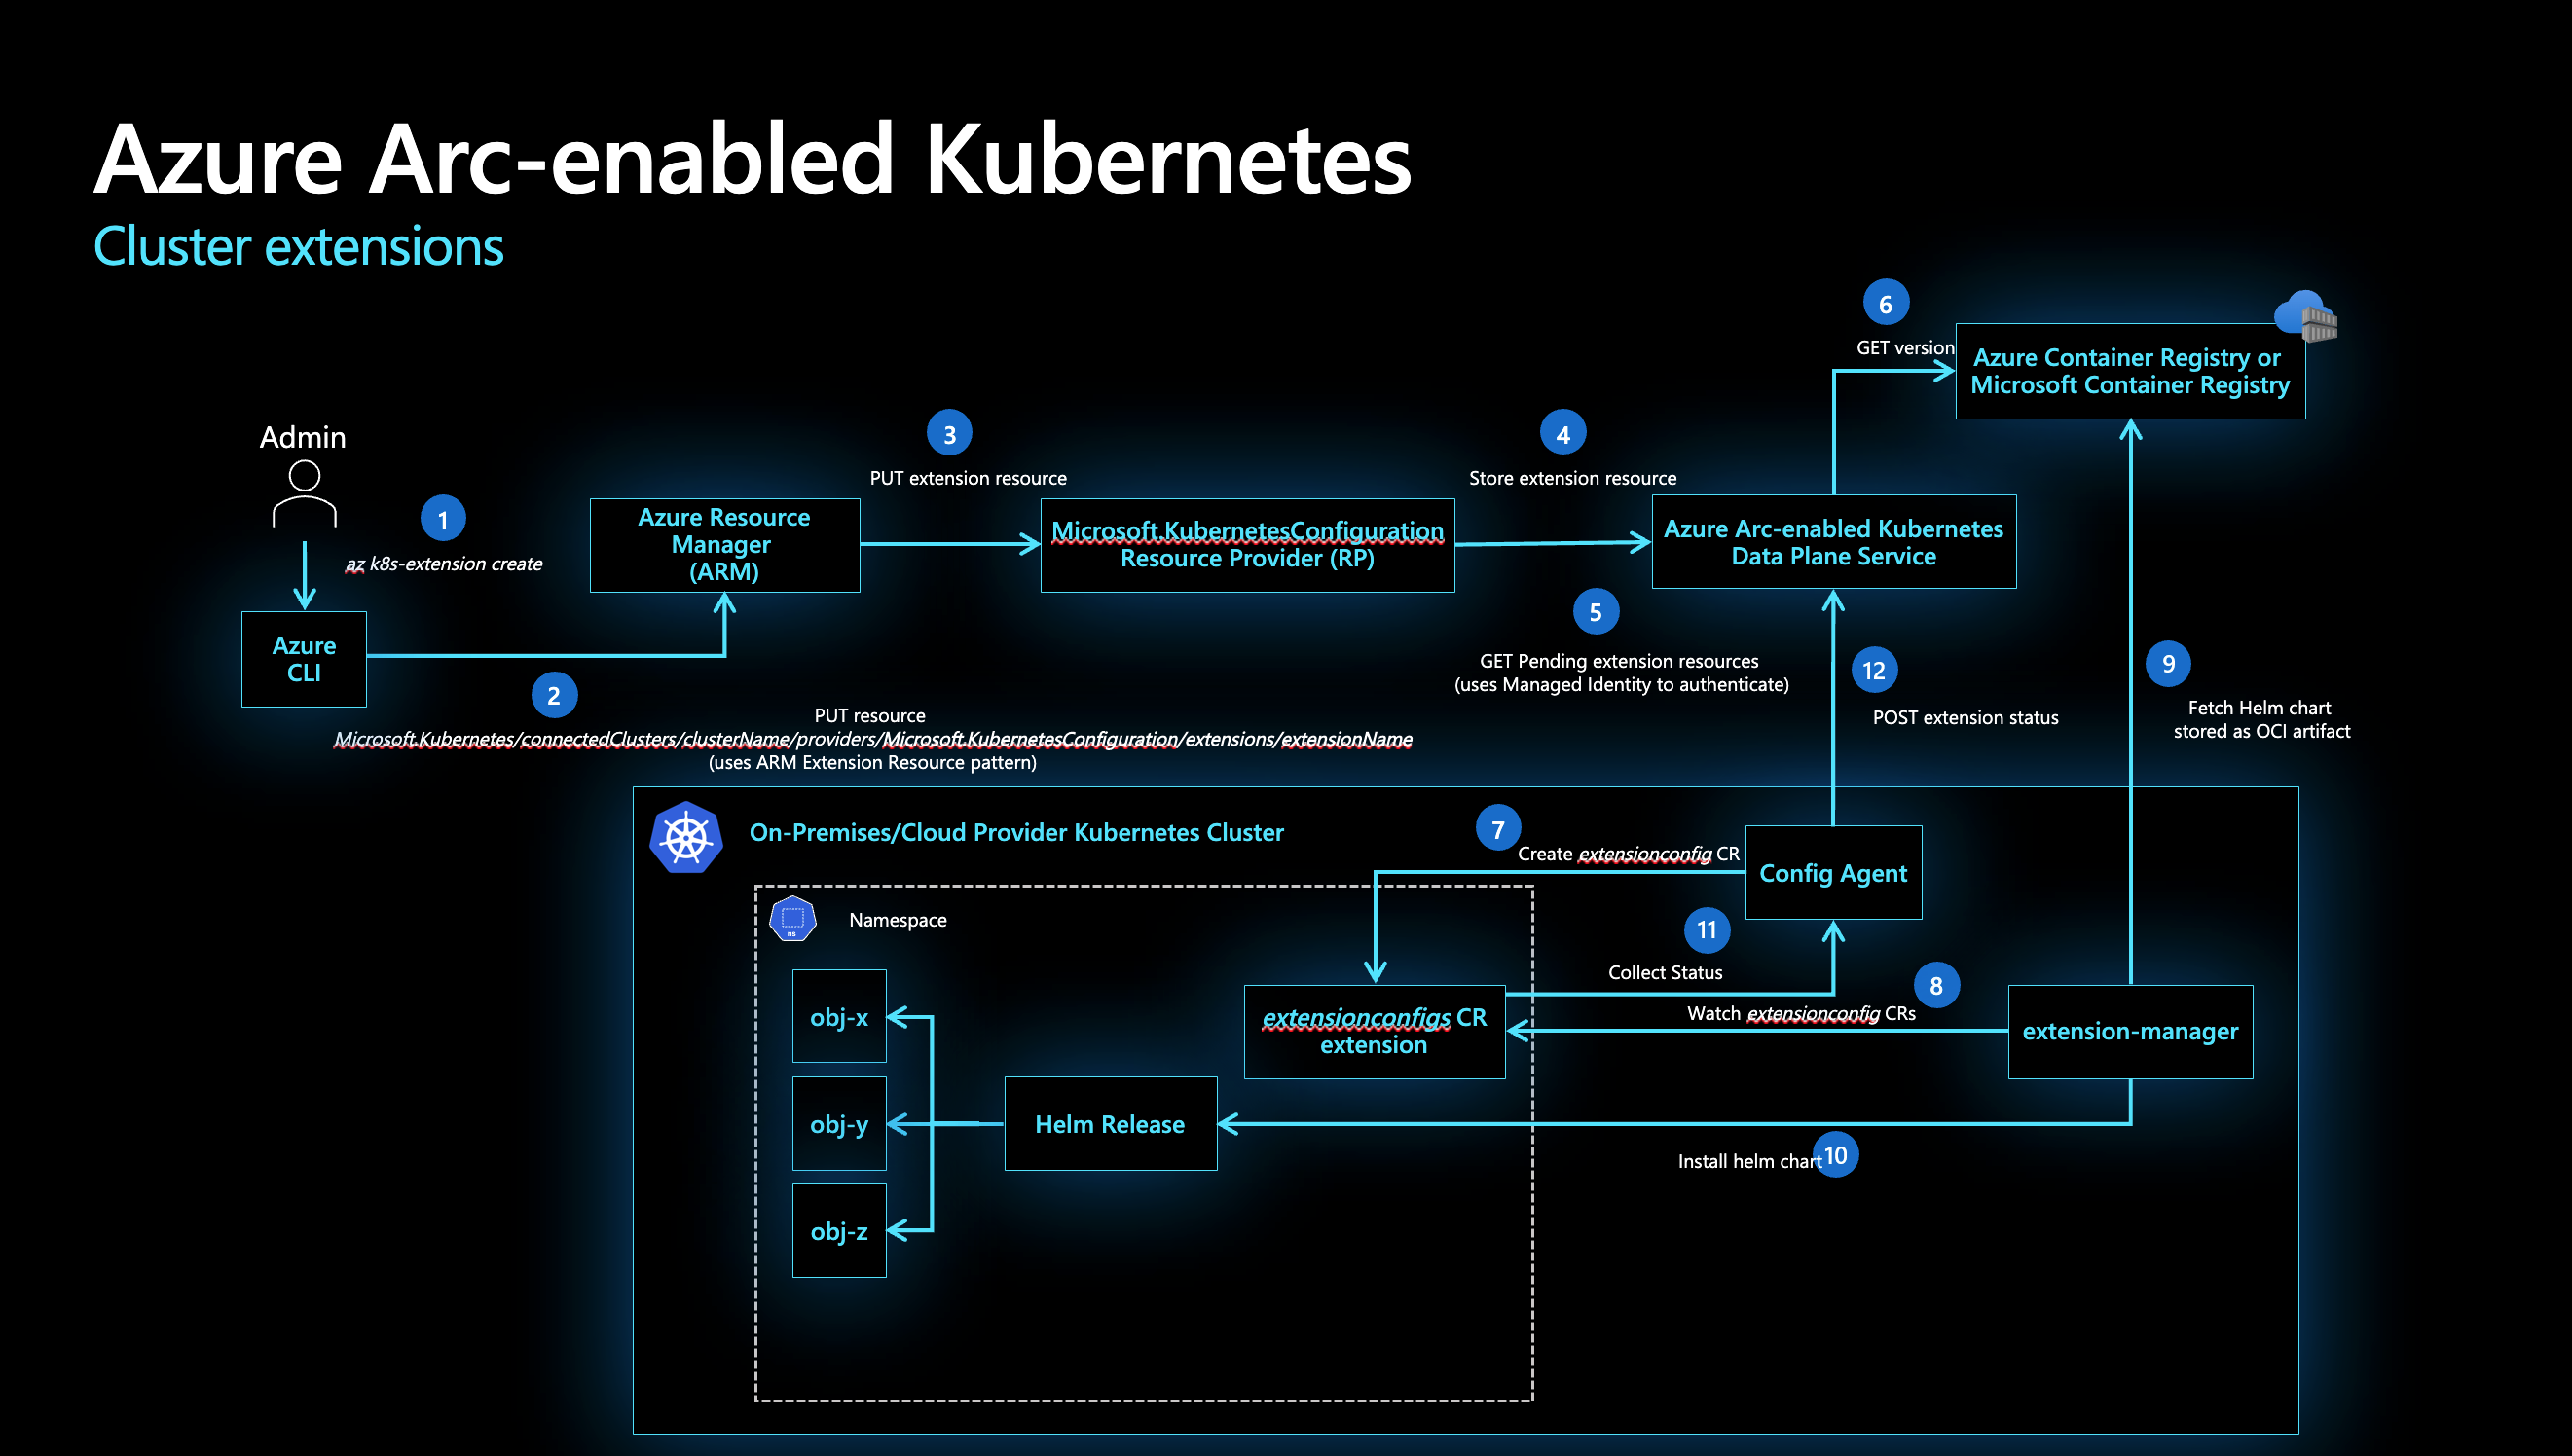 Azure Arc-enabled Kubernetes
Cluster extensions
6
GET version
Azure Container Registry or
Microsoft Container Registry
Admin
1
az k8s-extension create
Azure
CLI
2
PUT resource
Microsoft.Kubernetes/connectedClusters/clusterName/providers/Microsoft.KubernetesConfiguration/extensions/extensionName
(uses ARM Extension Resource pattern)
Azure Resource
Manager
(ARM)
3
PUT extension resource
Microsoft.KubernetesConfiguration
Resource Provider (RP)
4
Store extension resource
Azure Arc-enabled Kubernetes
Data Plane Service
5
GET Pending extension resources
(uses Managed Identity to authenticate)
12
POST extension status
9
Fetch Helm chart
stored as OCI artifact
On-Premises/Cloud Provider Kubernetes Cluster
7
Create extensionconfig CR
Config Agent
ns
Namespace
11
Collect Status
8
Watch extensionconfig CRs
extensionconfigs CR
extension
extension-manager
obj-x
obj-y
obj-z
Helm Release
Install helm chart
10